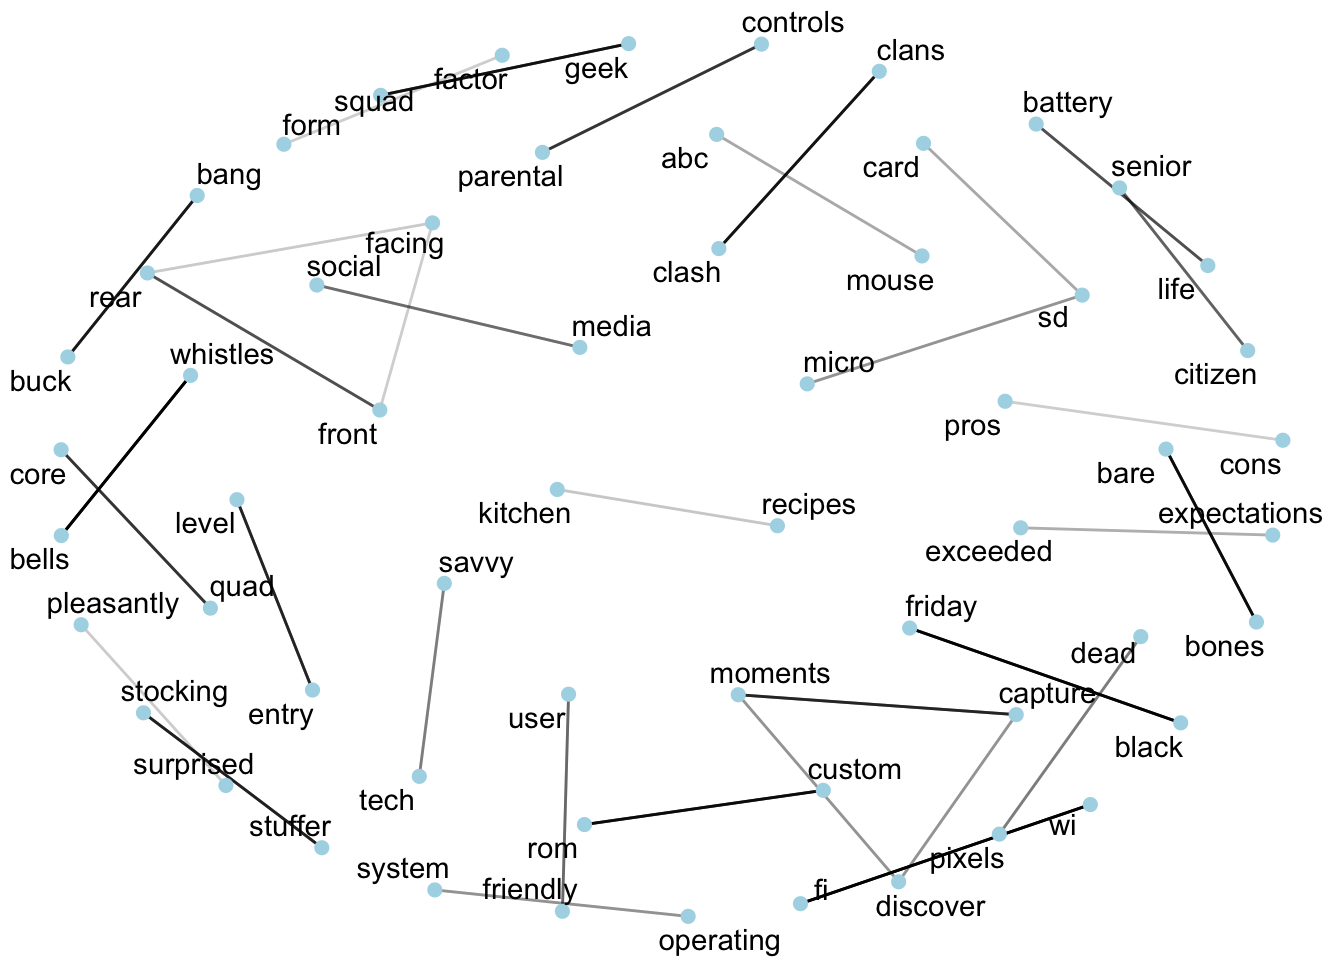 controls
clans
geek
factor
squad
form
battery
abc
card
senior
bang
parental
facing
social
clash
mouse
life
rear
sd
media
whistles
micro
citizen
buck
front
pros
cons
core
bare
level
kitchen
recipes
expectations
exceeded
bells
savvy
quad
pleasantly
friday
bones
dead
moments
stocking
capture
entry
user
black
surprised
custom
tech
stuffer
wi
rom
pixels
system
friendly
fi
discover
operating